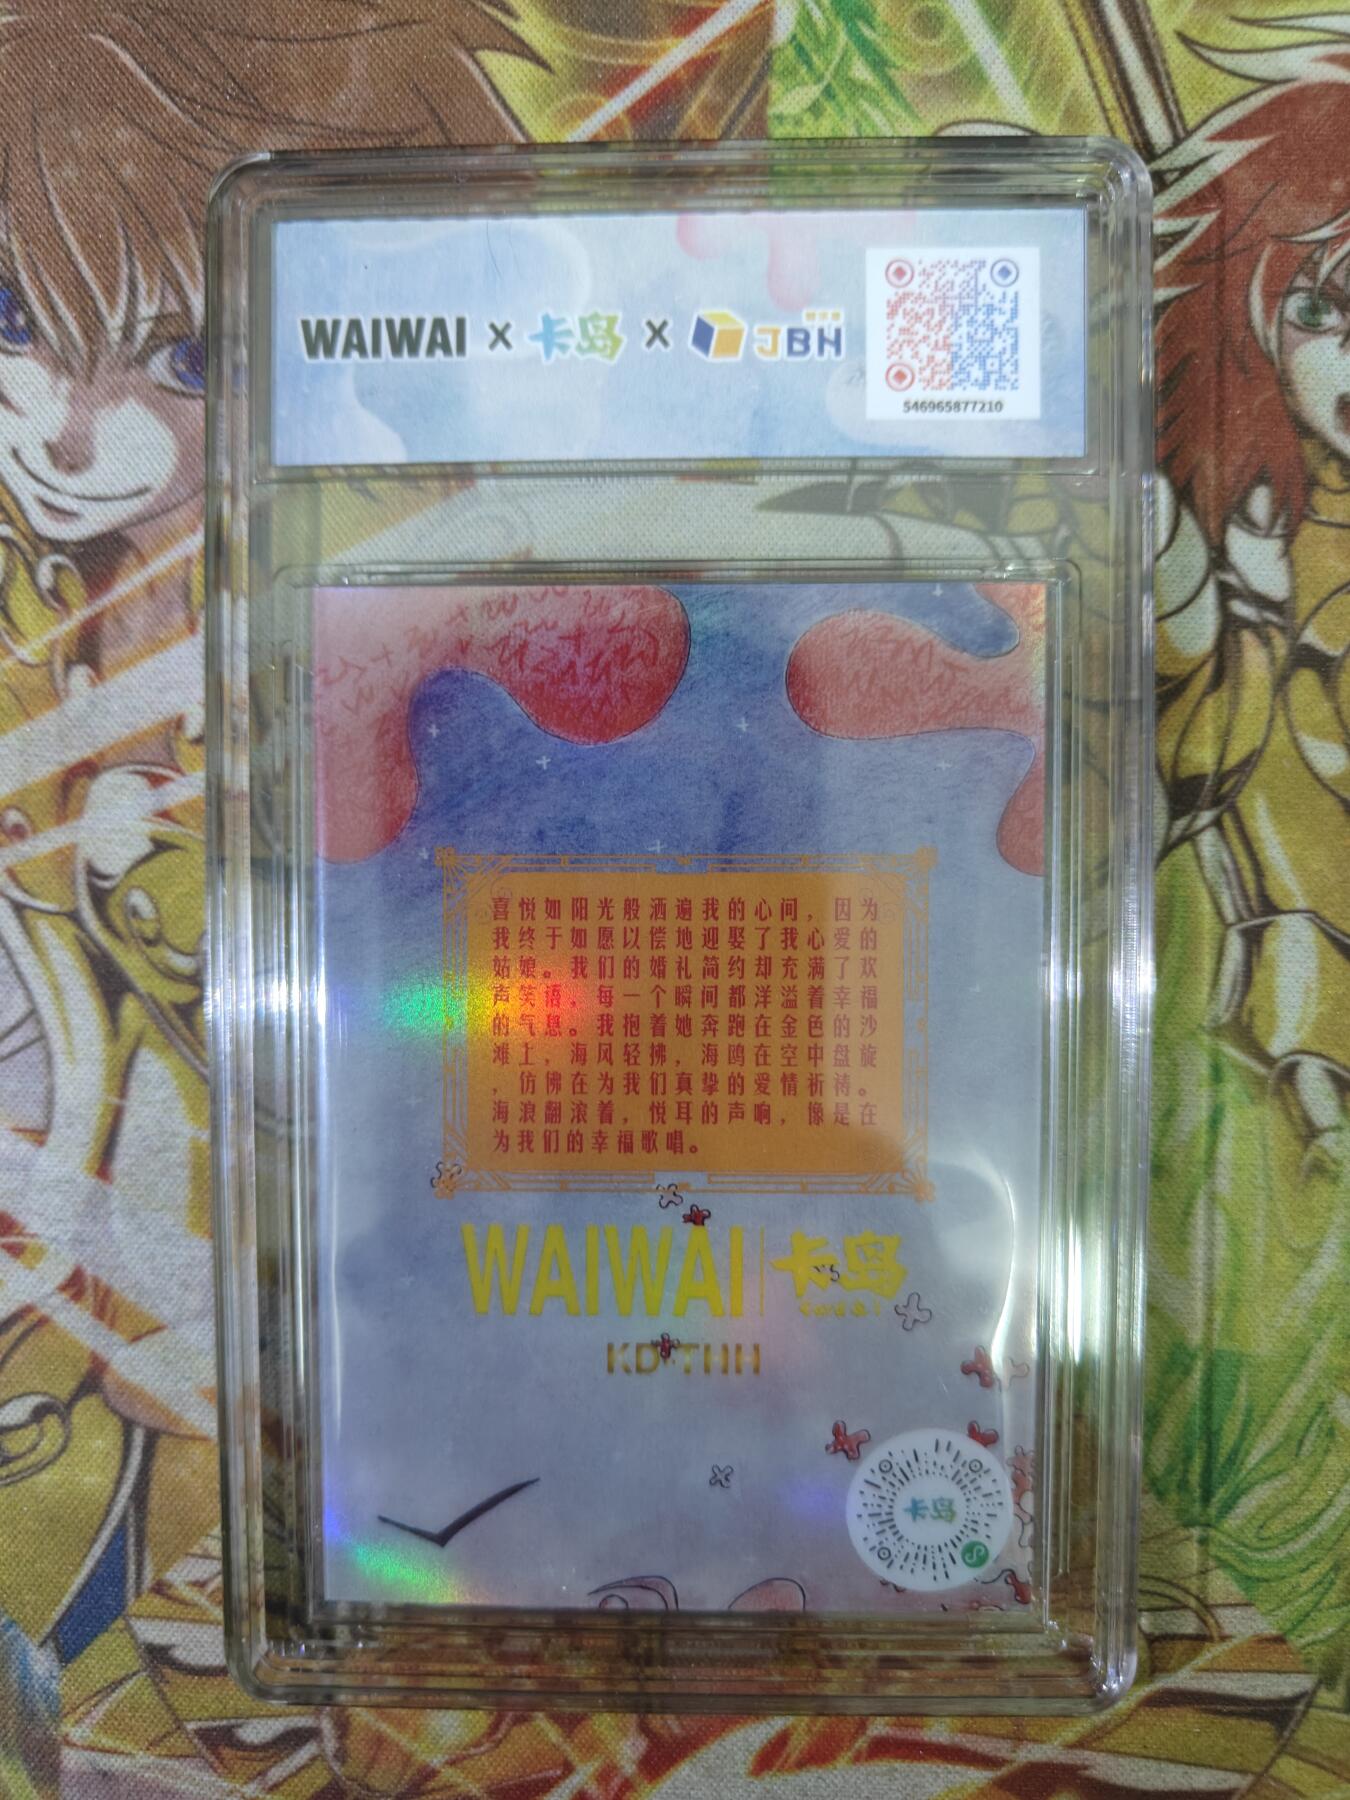 WAIWAI X 卡岛 X JBH
546965877210
喜悦如阳光般洒遍我的心间，因为
我终于如愿以偿地迎娶了我心爱的
姑娘。我们的婚礼简约却充满了欢
声笑语，每一个瞬间都洋溢着幸福
的气息。我抱着她奔跑在金色的沙
滩上，海风轻拂，海鸥在空中盘旋
，仿佛在为我们真挚的爱情祈祷。
海浪翻滚着，悦耳的声响，像是在
为我们的幸福歌唱。
WAIWAI 卡岛
KD-THH
卡岛